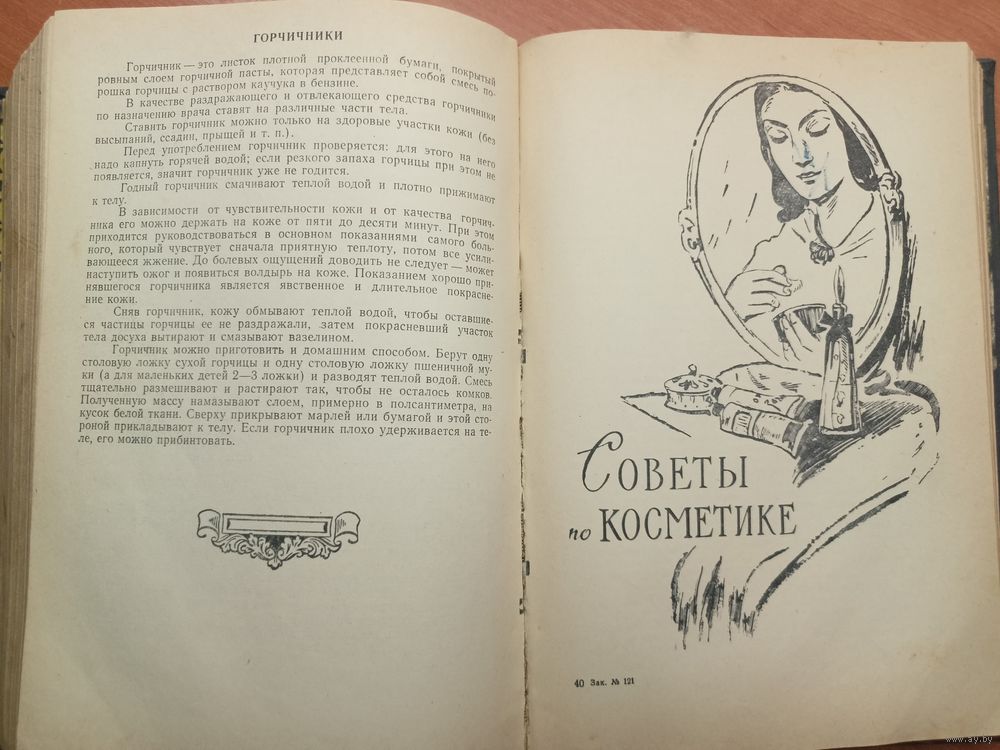 ГОРЧИЧНИКИ
Горчичник — это листок плотной проклеенной бумаги, покрытый
ровным слоем горчичной пасты, которая представляет собой смесь по-
рошка горчицы с раствором каучука в бензине.
В качестве раздражающего и отвлекающего средства горчичники
по назначению врача ставят на различные части тела.
Ставить горчичник можно только на здоровые участки кожи (без
высыпаний, ссадин, прыщей и т. п.).
Перед употреблением горчичник проверяется: для этого на него
надо капнуть горячей водой; если резкого запаха горчицы при этом не
появляется, значит горчичник уже не годится.
Годный горчичник смачивают теплой водой и плотно прижимают
к телу.
В зависимости от чувствительности кожи и от качества горчич-
ника его можно держать на коже от пяти до десяти минут. При этом
приходится руководствоваться в основном показаниями самого боль-
ного, который чувствует сначала приятную теплоту, потом все усили-
вающееся жжение. До болевых ощущений доводить не следует — может
наступить ожог и появиться волдырь на коже. Показанием хорошо при-
нявшегося горчичника является явственное и длительное покрасне-
ние кожи.
Сняв горчичник, кожу обмывают теплой водой, чтобы оставшие-
ся частицы горчицы ее не раздражали, затем покрасневший участок
тела досуха вытирают и смазывают вазелином.
Горчичник можно приготовить и домашним способом. Берут одну
столовую ложку сухой горчицы и одну столовую ложку пшеничной му-
ки (а для маленьких детей 2—3 ложки) и разводят теплой водой. Смесь
тщательно размешивают и растирают так, чтобы не осталось комков.
Полученную массу намазывают слоем, примерно в полсантиметра, на
кусок белой ткани. Сверху прикрывают марлей или бумагой и этой сто-
роной прикладывают к телу. Если горчичник плохо удерживается на те-
ле, его можно прибинтовать.
СОВЕТЫ
по КОСМЕТИКЕ
40 Зак. № 121
www.ay.by